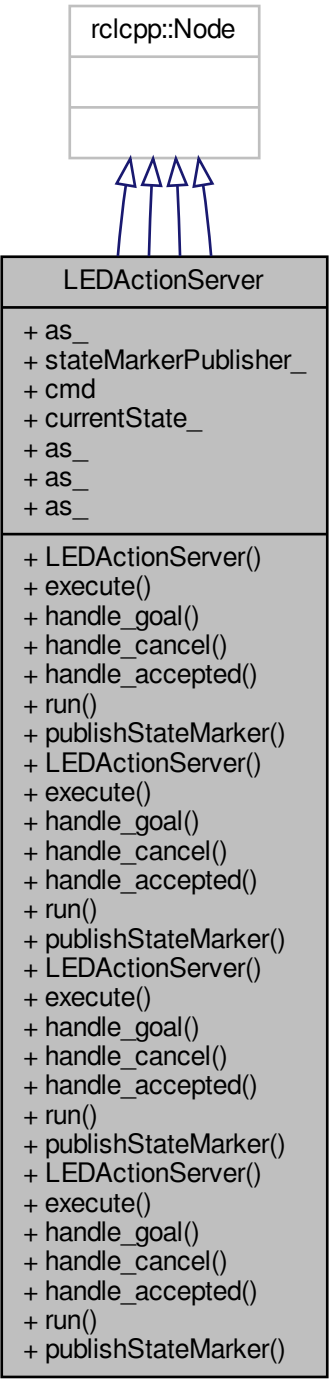 rclcpp::Node
LEDActionServer
+ as_
+ stateMarkerPublisher_
+ cmd
+ currentState_
+ as_
+ as_
+ as_
+ LEDActionServer()
+ execute()
+ handle_goal()
+ handle_cancel()
+ handle_accepted()
+ run()
+ publishStateMarker()
+ LEDActionServer()
+ execute()
+ handle_goal()
+ handle_cancel()
+ handle_accepted()
+ run()
+ publishStateMarker()
+ LEDActionServer()
+ execute()
+ handle_goal()
+ handle_cancel()
+ handle_accepted()
+ run()
+ publishStateMarker()
+ LEDActionServer()
+ execute()
+ handle_goal()
+ handle_cancel()
+ handle_accepted()
+ run()
+ publishStateMarker()